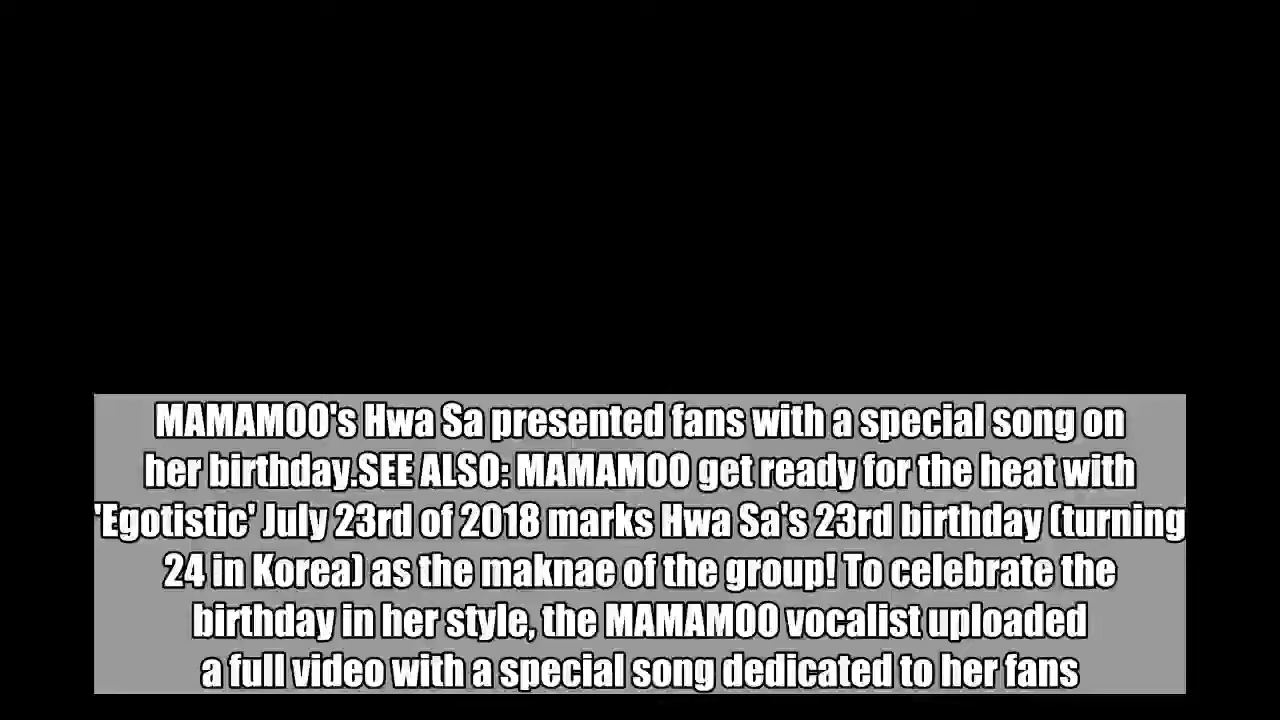 MAMAMOO's Hwa Sa presented fans with a special song on
her birthday.SEE ALSO: MAMAMOO get ready for the heat with
'Egotistic' July 23rd of 2018 marks Hwa Sa's 23rd birthday (turning
24 in Korea) as the maknae of the group! To celebrate the
birthday in her style, the MAMAMOO vocalist uploaded
a full video with a special song dedicated to her fans